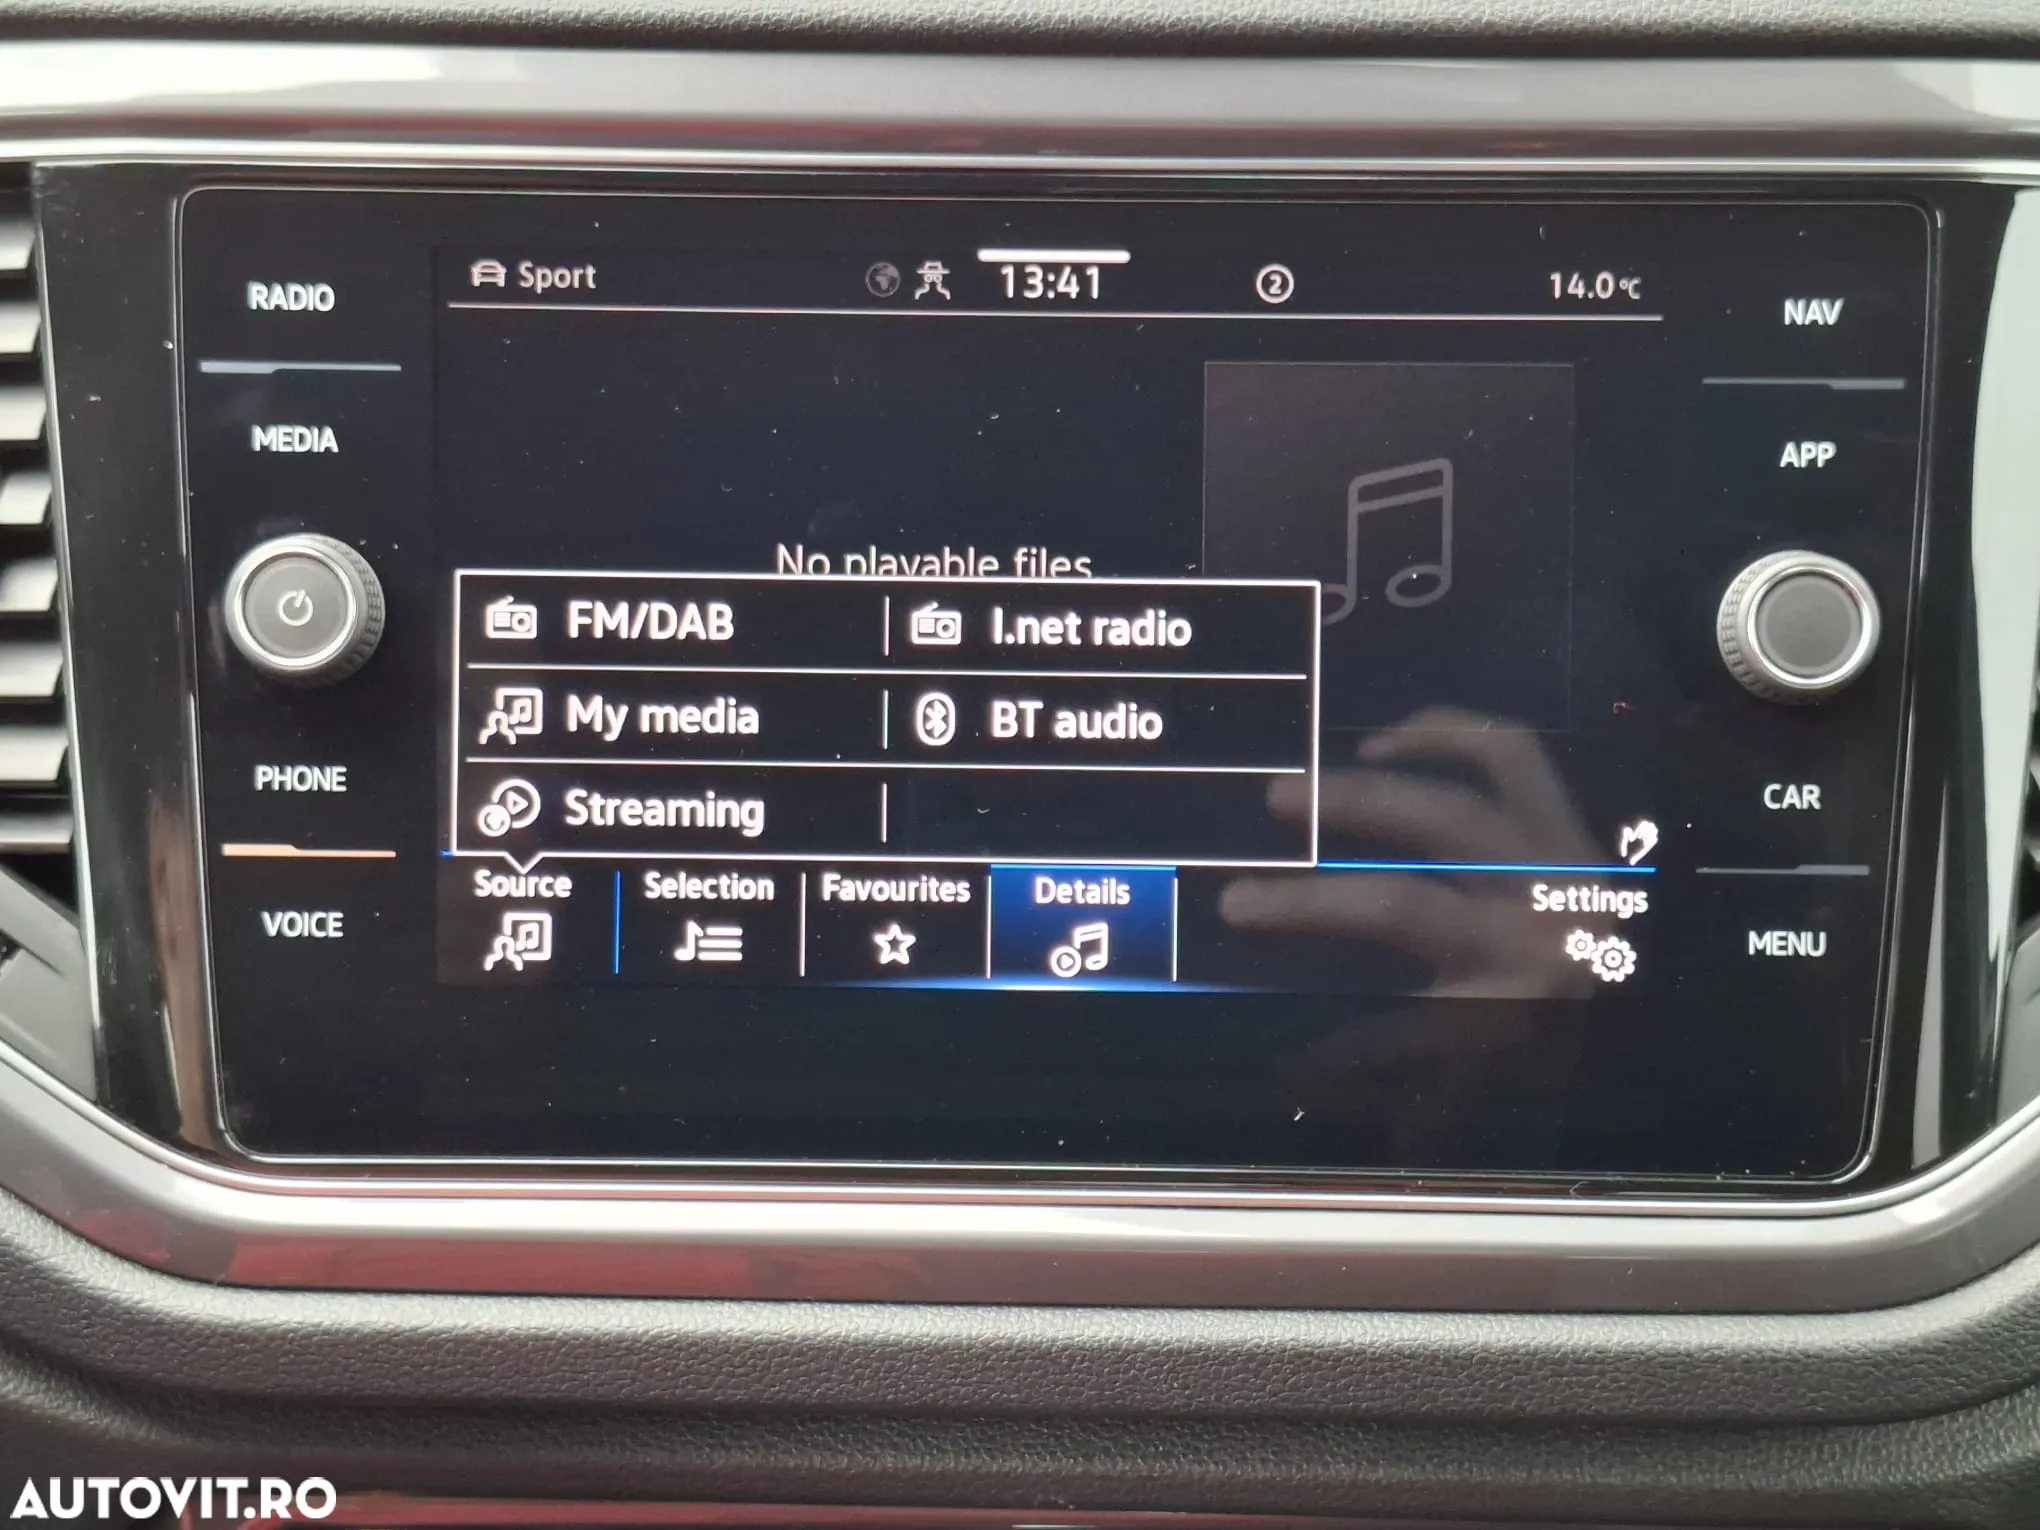 RADIO
MEDIA
PHONE
VOICE
Sport
13:41
2
14.0°C
No playable files.
FM/DAB
I.net radio
My media
BT audio
Streaming
Source
Selection
Favourites
Details
Settings
NAV
APP
CAR
MENU
AUTOVIT.RO